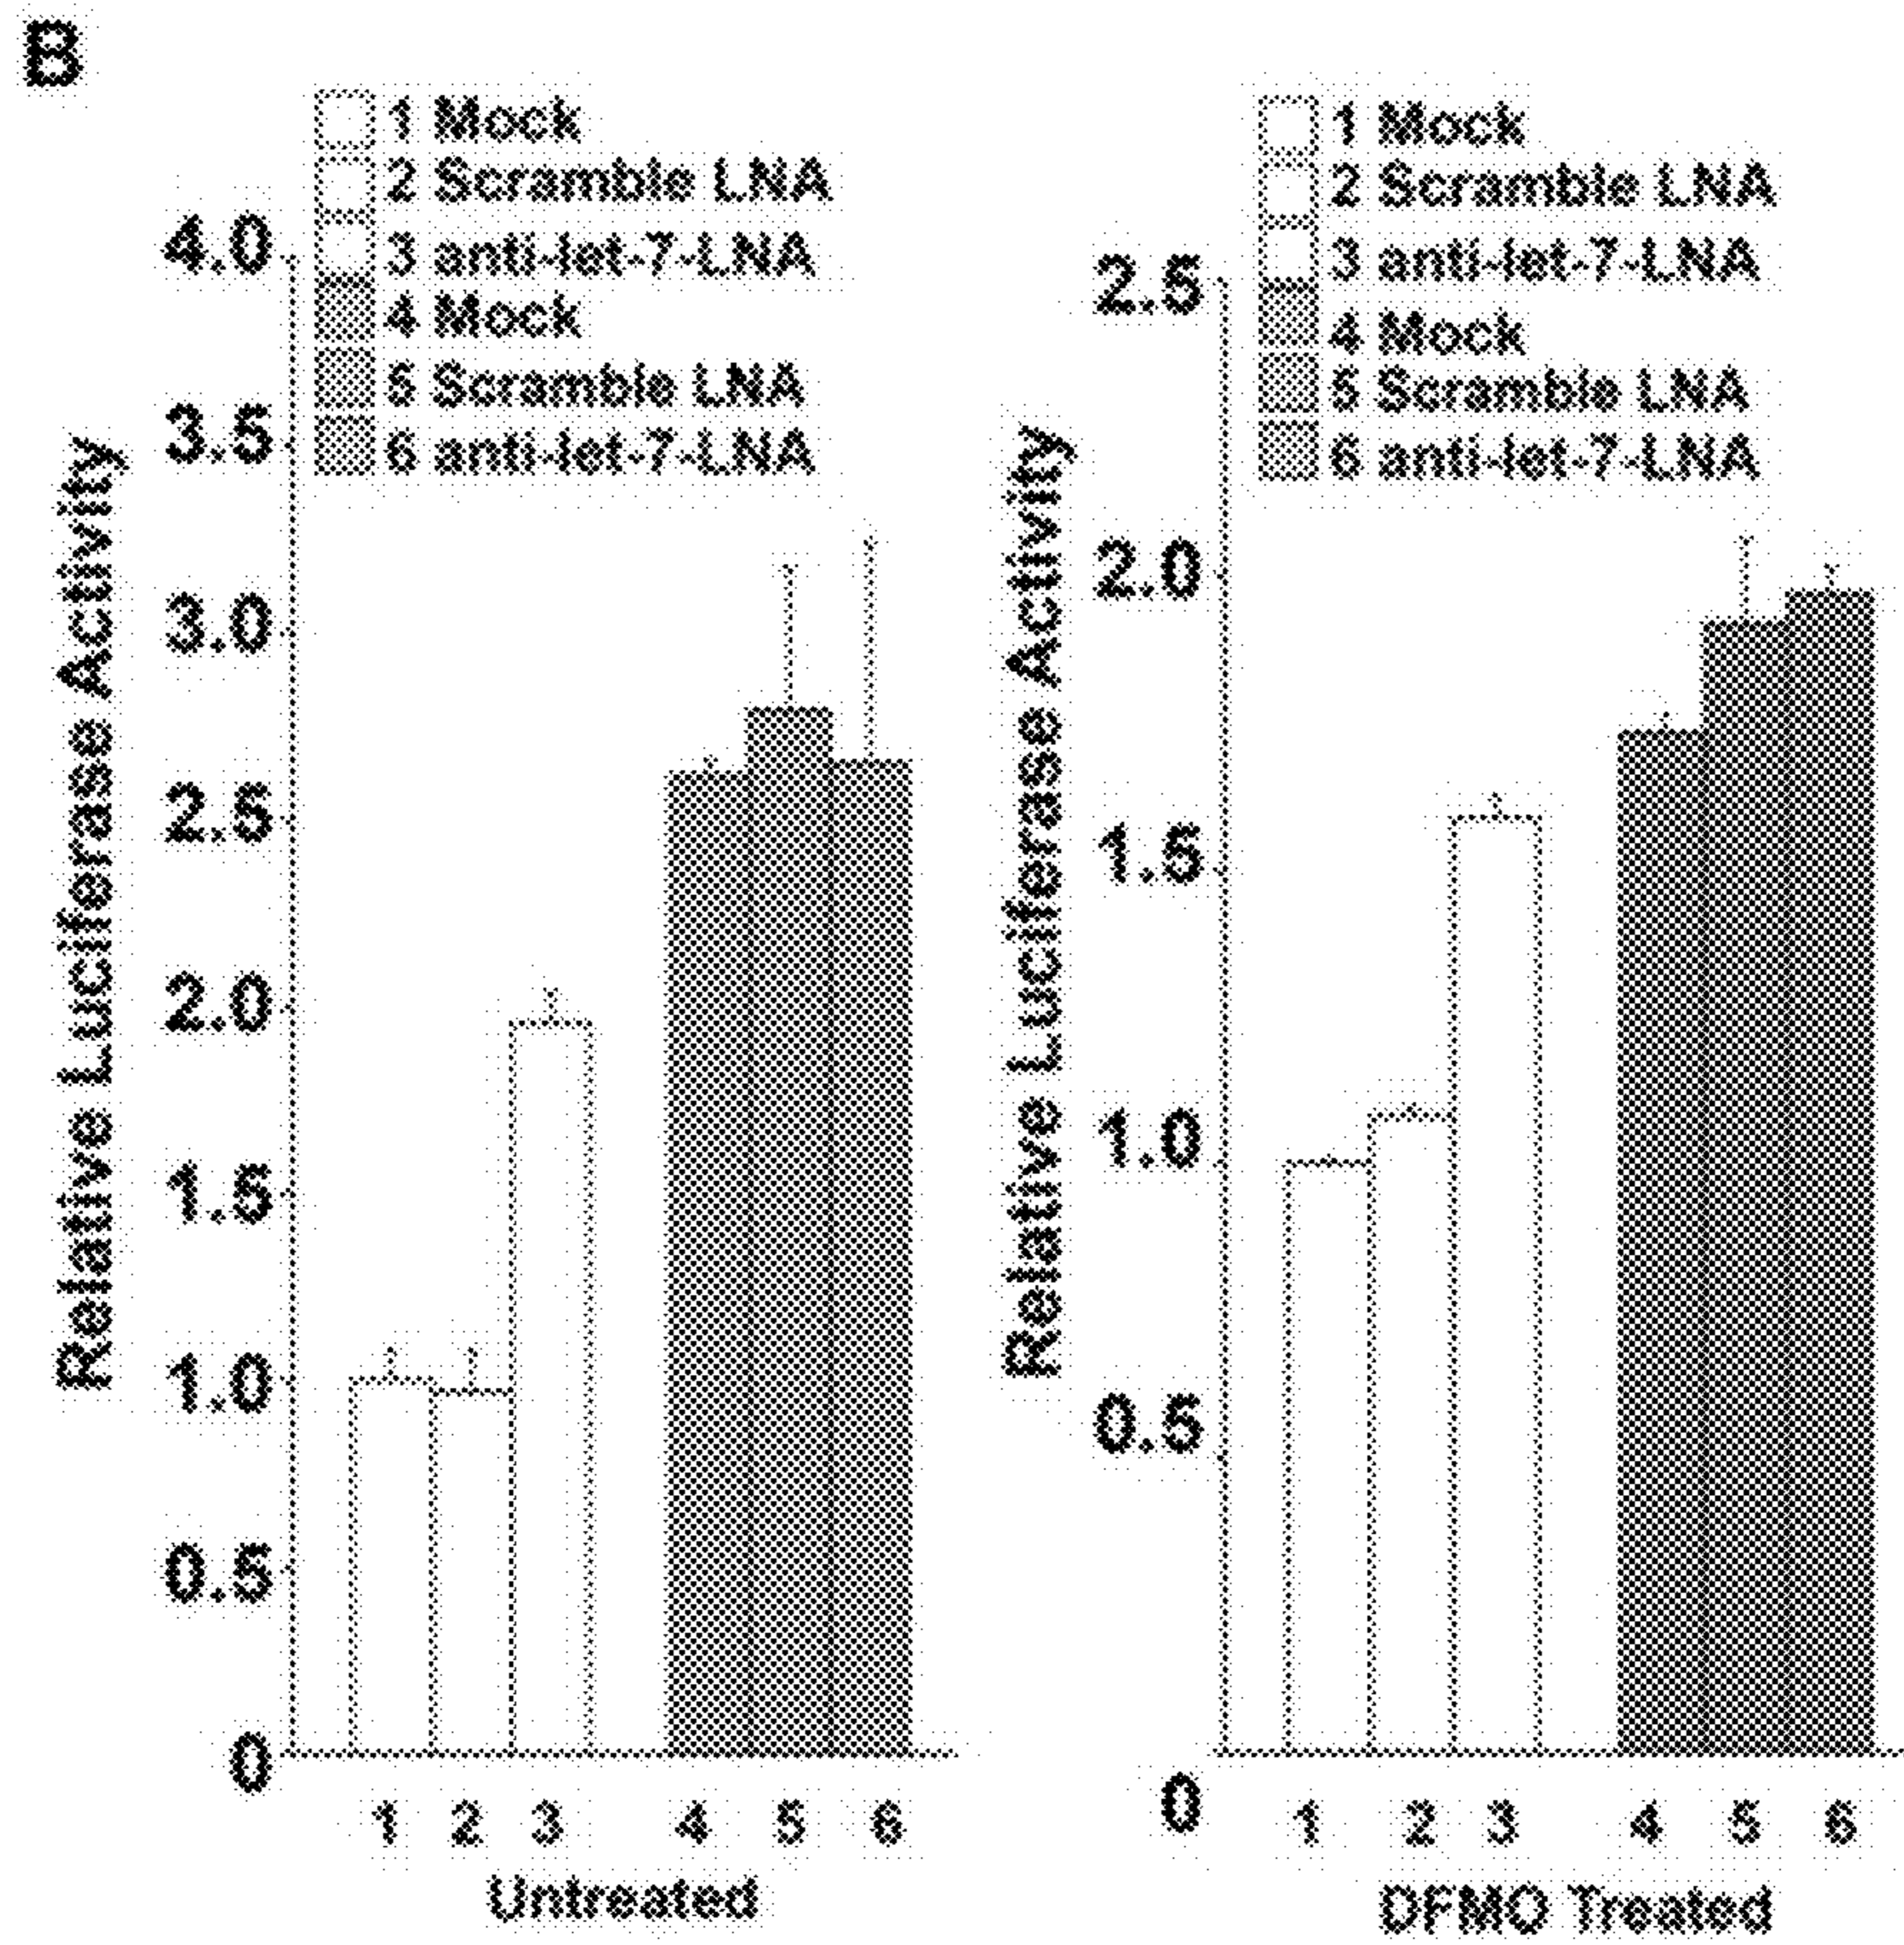 B
1 Mock
2 Scramble LNA
3 anti-let-7-LNA
4 Mock
5 Scramble LNA
6 anti-let-7-LNA
Relative Luciferase Activity
4.0
3.5
3.0
2.5
2.0
1.5
1.0
0.5
0
1 2 3 4 5 6
Untreated
1 Mock
2 Scramble LNA
3 anti-let-7-LNA
4 Mock
5 Scramble LNA
6 anti-let-7-LNA
Relative Luciferase Activity
2.5
2.0
1.5
1.0
0.5
0
1 2 3 4 5 6
DFMO Treated